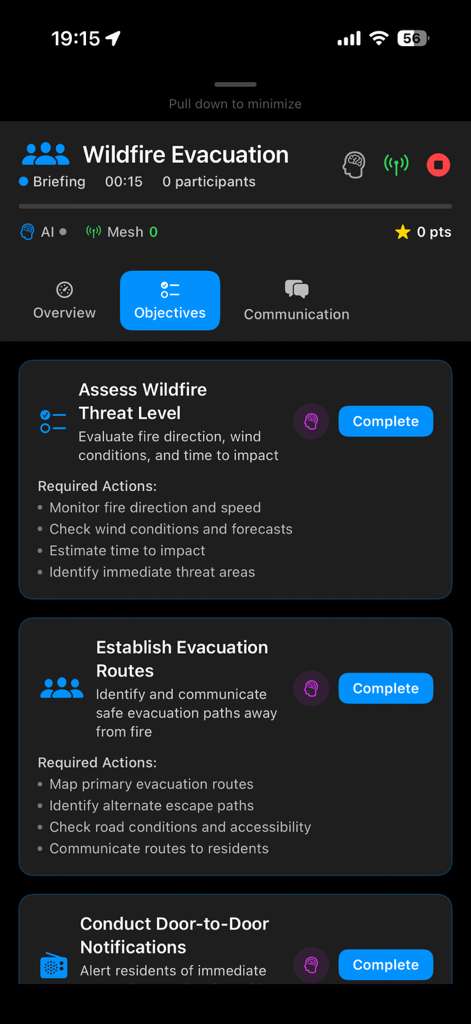 19:15
56
Pull down to minimize
Wildfire Evacuation
Briefing 00:15 0 participants
AI Mesh 0 0 pts
Overview
Objectives
Communication
Assess Wildfire
Threat Level
Evaluate fire direction, wind
conditions, and time to impact
Complete
Required Actions:
• Monitor fire direction and speed
• Check wind conditions and forecasts
• Estimate time to impact
• Identify immediate threat areas
Establish Evacuation
Routes
Identify and communicate
safe evacuation paths away
from fire
Complete
Required Actions:
• Map primary evacuation routes
• Identify alternate escape paths
• Check road conditions and accessibility
• Communicate routes to residents
Conduct Door-to-Door
Notifications
Alert residents of immediate
Complete